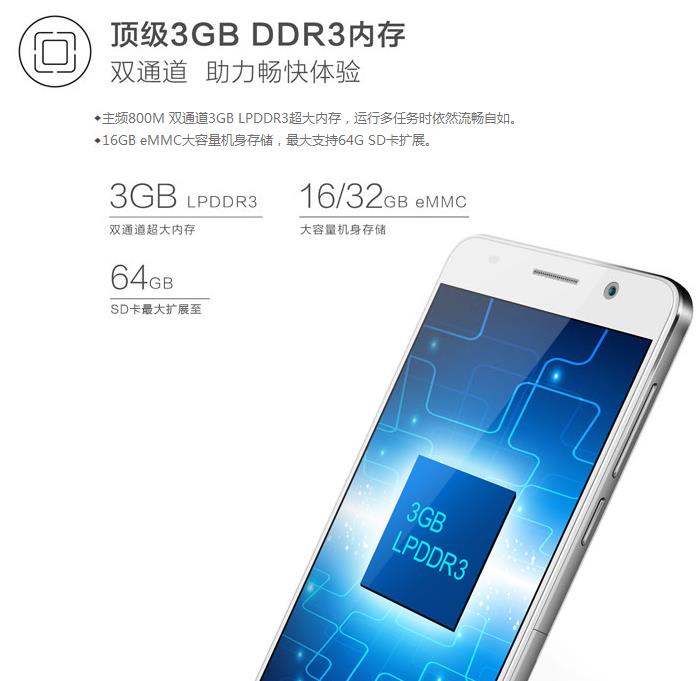 顶级3GB DDR3内存
双通道 助力畅快体验
◆主频800M 双通道3GB LPDDR3超大内存，运行多任务时依然流畅自如。
◆16GB eMMC大容量机身存储，最大支持64G SD卡扩展。
3GB LPDDR3
双通道超大内存
16/32GB eMMC
大容量机身存储
64GB
SD卡最大扩展至
3GB
LPDDR3